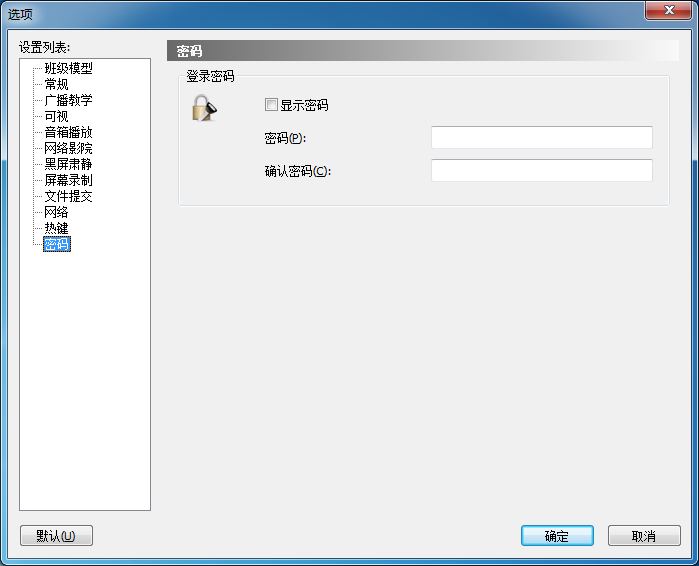 选项
设置列表:
班级模型
常规
广播教学
可视
音箱播放
网络影院
黑屏肃静
屏幕录制
文件提交
网络
热键
密码
密码
登录密码
显示密码
密码(P):
确认密码(C):
默认(U)
确定
取消